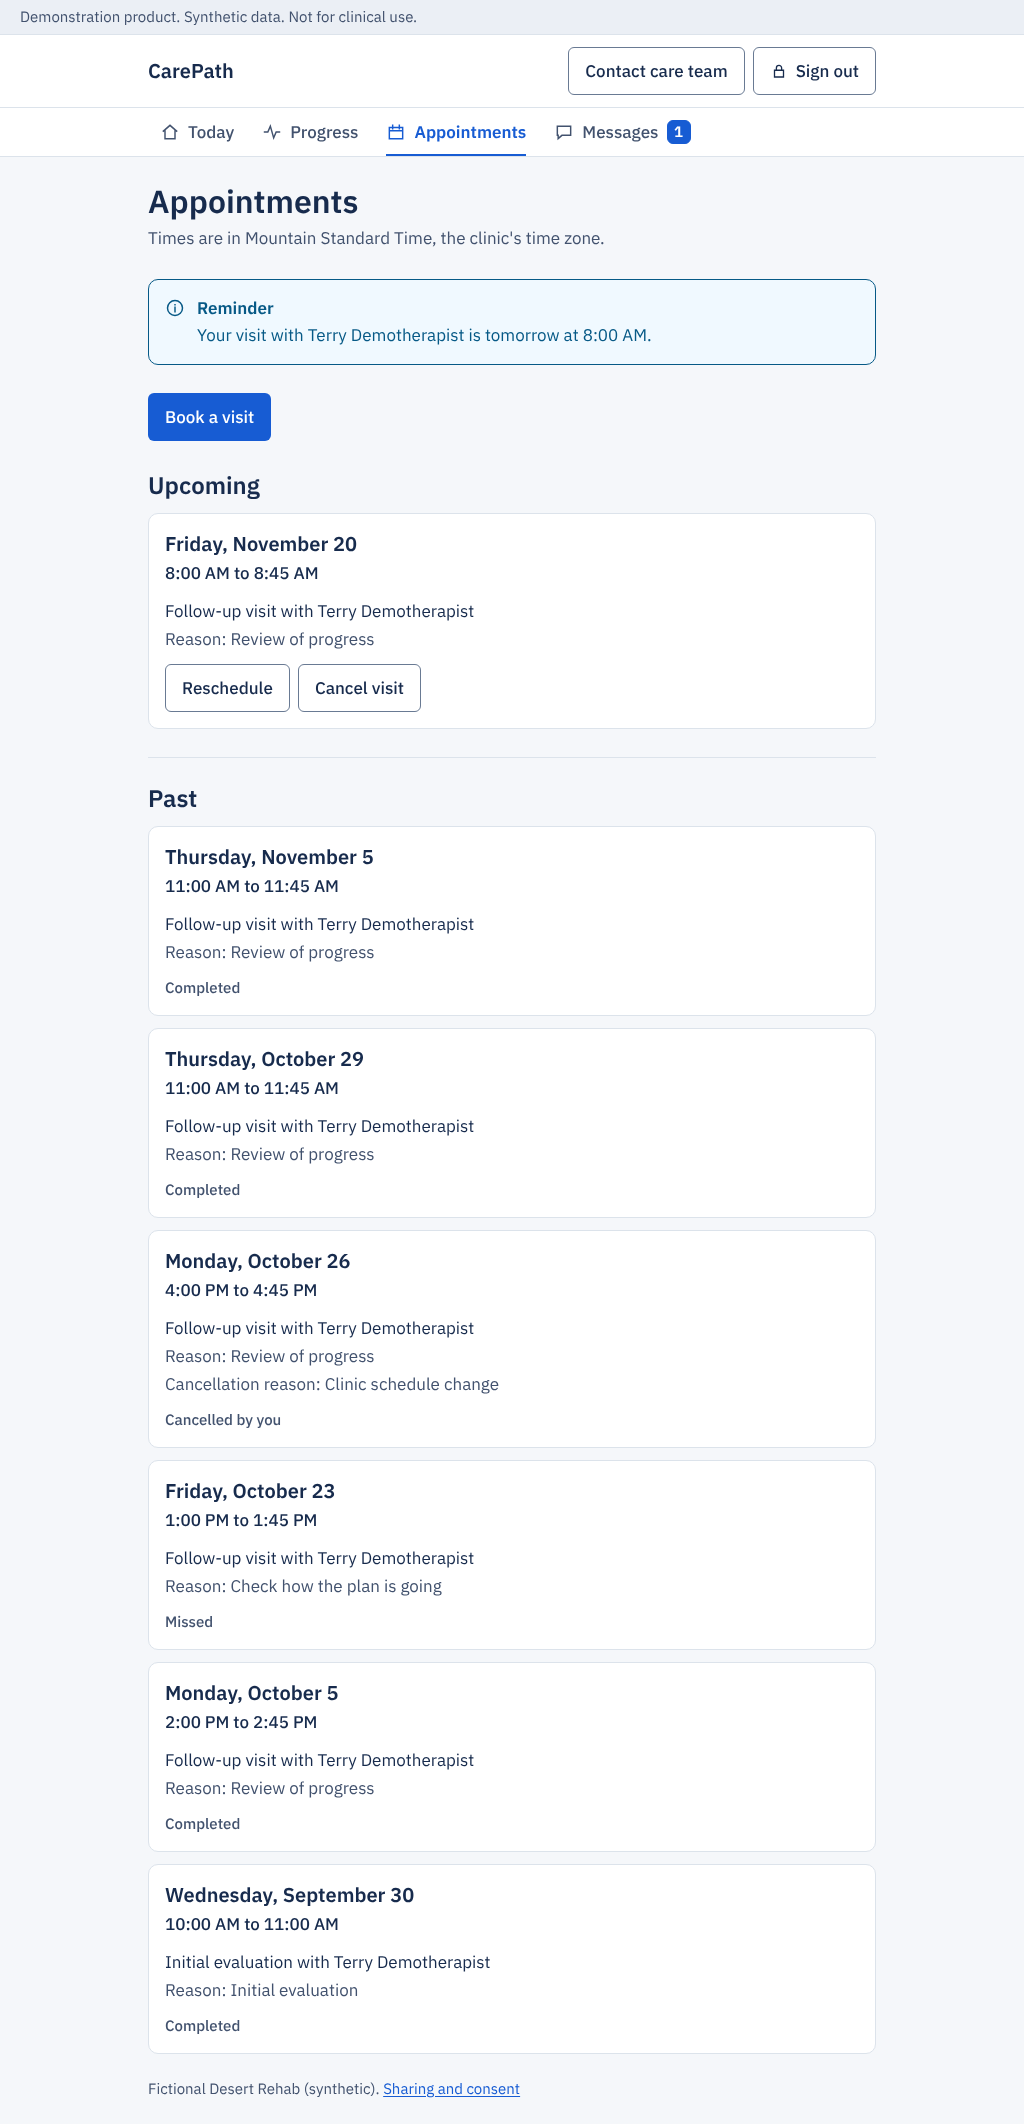 Demonstration product. Synthetic data. Not for clinical use.
CarePath
Contact care team
Sign out
Today
Progress
Appointments
Messages
1
Appointments
Times are in Mountain Standard Time, the clinic's time zone.
Reminder
Your visit with Terry Demotherapist is tomorrow at 8:00 AM.
Book a visit
Upcoming
Friday, November 20
8:00 AM to 8:45 AM
Follow-up visit with Terry Demotherapist
Reason: Review of progress
Reschedule
Cancel visit
Past
Thursday, November 5
11:00 AM to 11:45 AM
Follow-up visit with Terry Demotherapist
Reason: Review of progress
Completed
Thursday, October 29
11:00 AM to 11:45 AM
Follow-up visit with Terry Demotherapist
Reason: Review of progress
Completed
Monday, October 26
4:00 PM to 4:45 PM
Follow-up visit with Terry Demotherapist
Reason: Review of progress
Cancellation reason: Clinic schedule change
Cancelled by you
Friday, October 23
1:00 PM to 1:45 PM
Follow-up visit with Terry Demotherapist
Reason: Check how the plan is going
Missed
Monday, October 5
2:00 PM to 2:45 PM
Follow-up visit with Terry Demotherapist
Reason: Review of progress
Completed
Wednesday, September 30
10:00 AM to 11:00 AM
Initial evaluation with Terry Demotherapist
Reason: Initial evaluation
Completed
Fictional Desert Rehab (synthetic). Sharing and consent